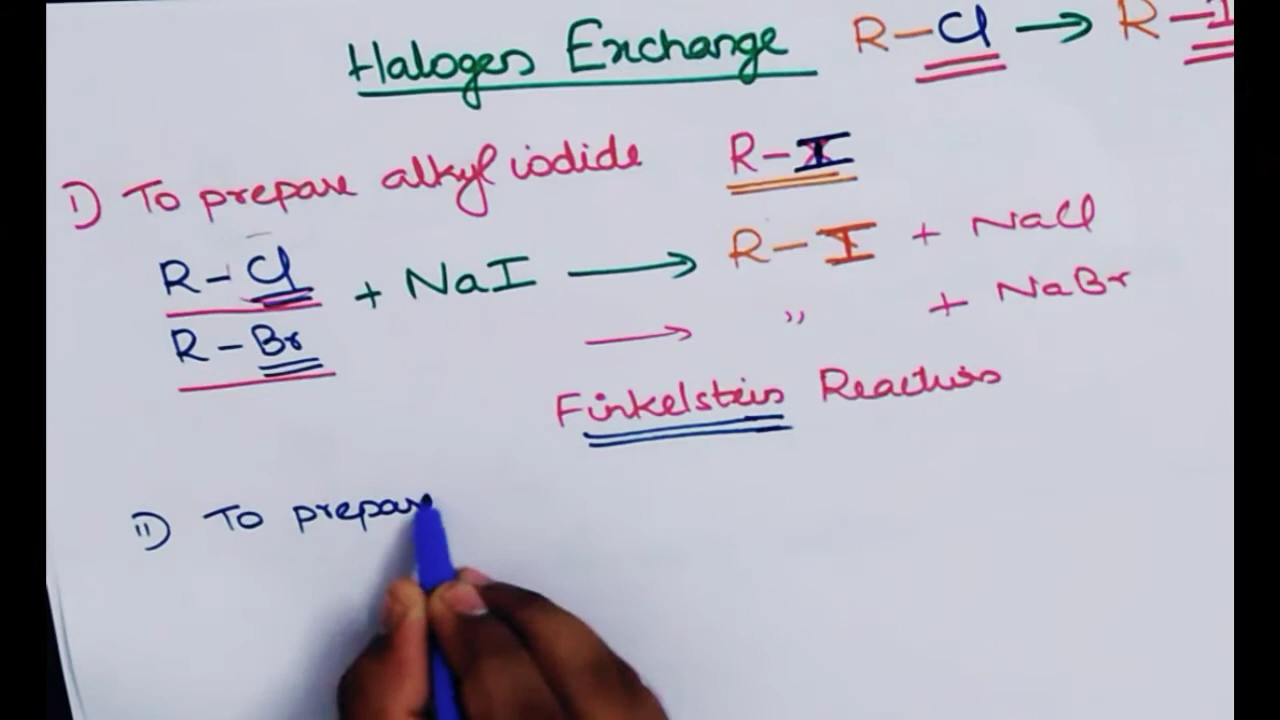 Halogen Exchange R-Cl → R-I
i) To prepare alkyl iodide R-I
R-Cl + NaI → R-I + NaCl
R-Br → " + NaBr
Finkelstein Reaction
ii) To prepare